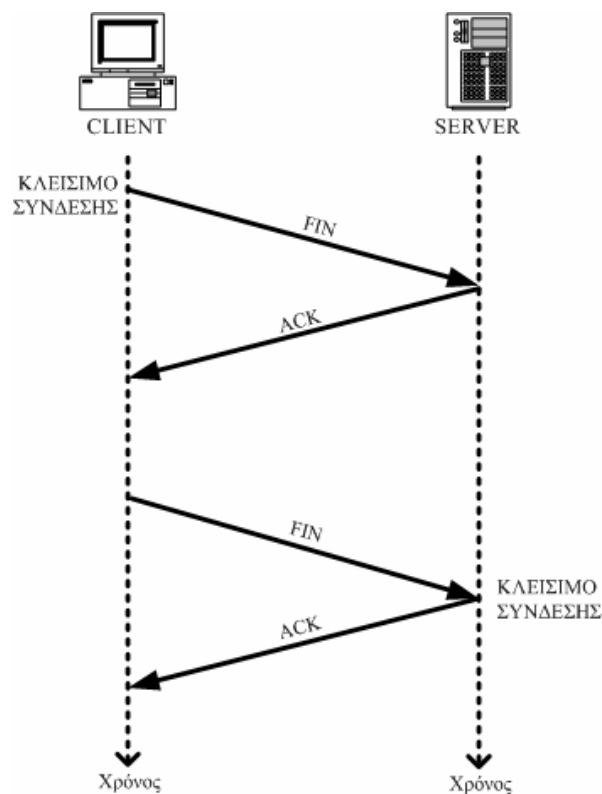 CLIENT
SERVER
ΚΛΕΙΣΙΜΟ
ΣΥΝΔΕΣΗΣ
FIN
ACK
FIN
ΚΛΕΙΣΙΜΟ
ΣΥΝΔΕΣΗΣ
ACK
Χρόνος
Χρόνος